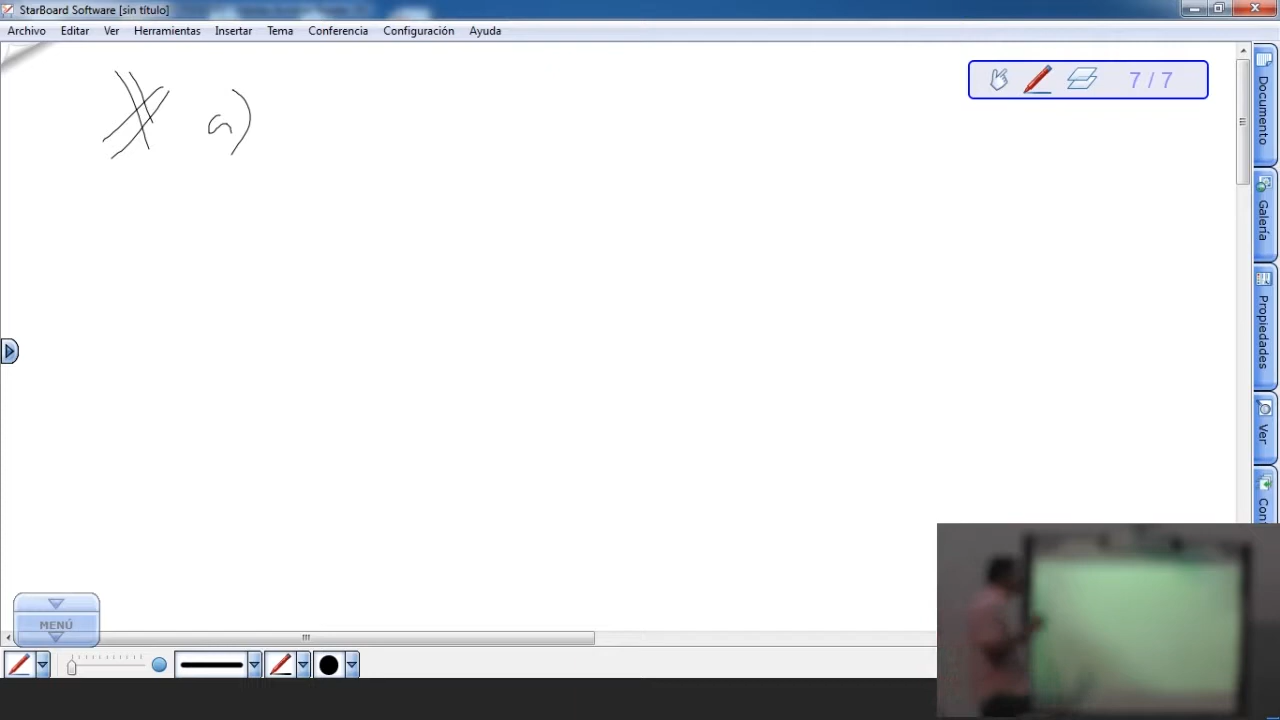 StarBoard Software [sin título]
Archivo Editar Ver Herramientas Insertar Tema Conferencia Configuración Ayuda
a)
7 / 7
Documento
Galería
Propiedades
Ver
MENÚ